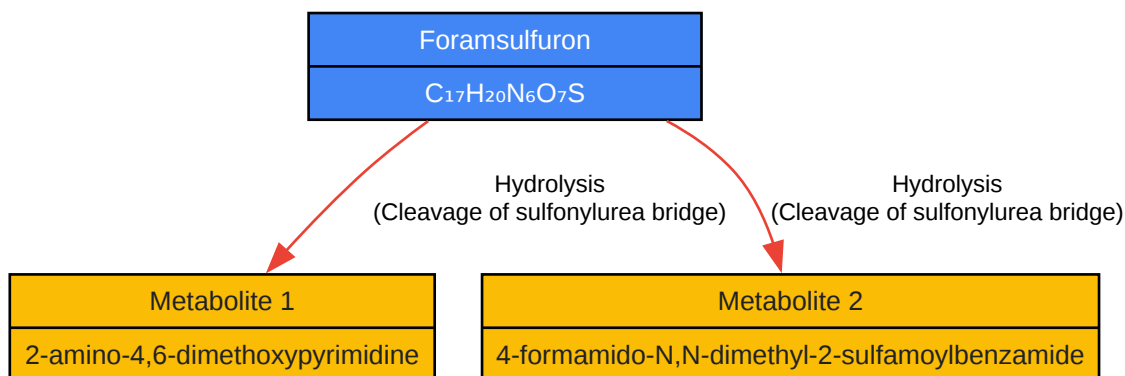 Foramsulfuron
C₁₇H₂₀N₆O₇S
Hydrolysis
(Cleavage of sulfonylurea bridge)
Hydrolysis
(Cleavage of sulfonylurea bridge)
Metabolite 1
2-amino-4,6-dimethoxypyrimidine
Metabolite 2
4-formamido-N,N-dimethyl-2-sulfamoylbenzamide